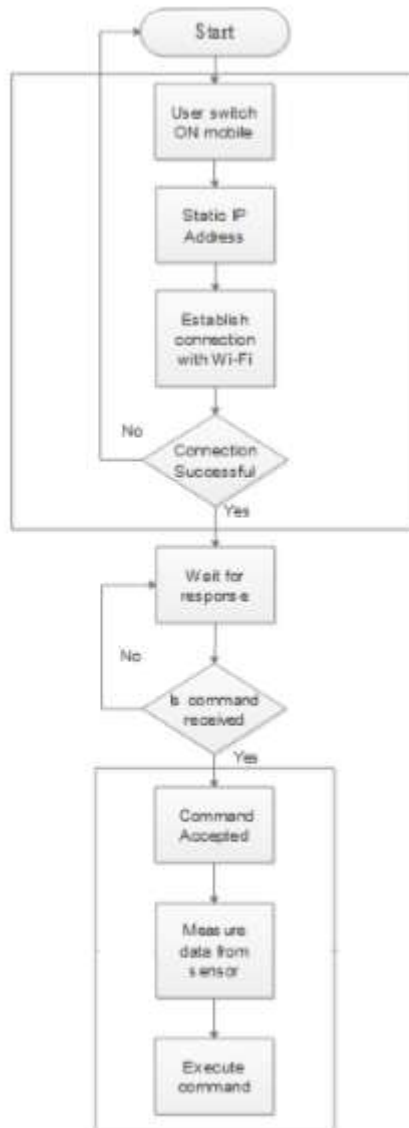 Start
User switch
ON mobile
Static IP
Address
Establish
connection
with Wi-Fi
No
Connection
Successful
Yes
Wait for
response
No
Is command
received
Yes
Command
Accepted
Measure
data from
sensor
Execute
command